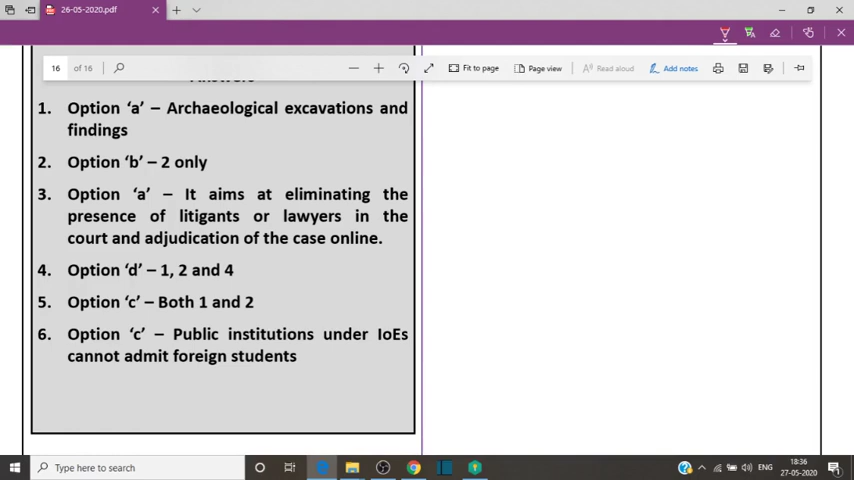 26-05-2020.pdf
16 of 16
Fit to page
Page view
Read aloud
Add notes
Answers
1. Option ‘a’ – Archaeological excavations and
findings
2. Option ‘b’ – 2 only
3. Option ‘a’ – It aims at eliminating the
presence of litigants or lawyers in the
court and adjudication of the case online.
4. Option ‘d’ – 1, 2 and 4
5. Option ‘c’ – Both 1 and 2
6. Option ‘c’ – Public institutions under IoEs
cannot admit foreign students
Type here to search
ENG
18:36
27-05-2020